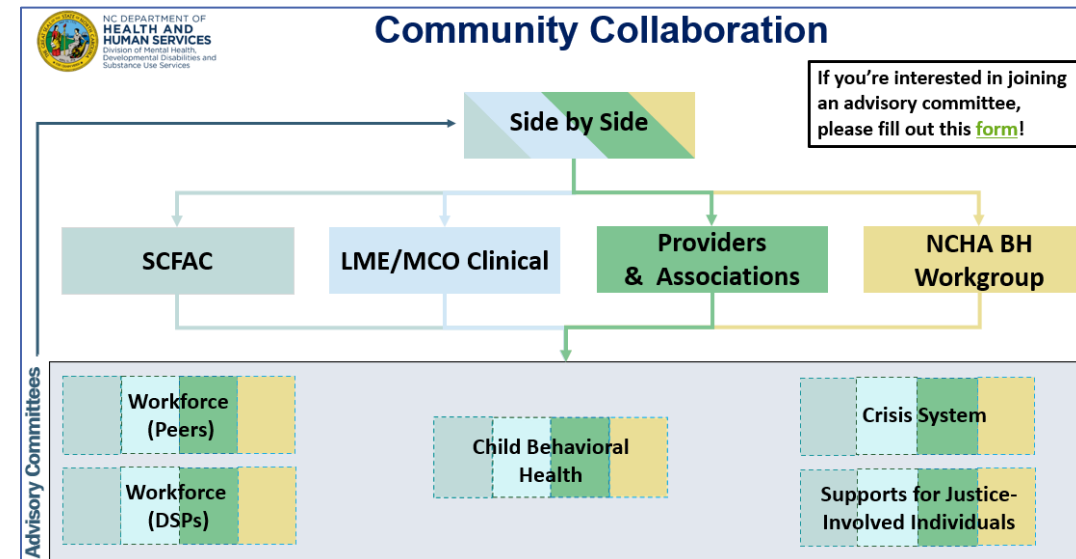 NC DEPARTMENT OF
HEALTH AND
HUMAN SERVICES
Division of Mental Health,
Developmental Disabilities and
Substance Use Services
Community Collaboration
If you're interested in joining
an advisory committee,
please fill out this form!
Side by Side
SCFAC
LME/MCO Clinical
Providers
& Associations
NCHA BH
Workgroup
Advisory Committees
Workforce
(Peers)
Workforce
(DSPs)
Child Behavioral
Health
Crisis System
Supports for Justice-
Involved Individuals